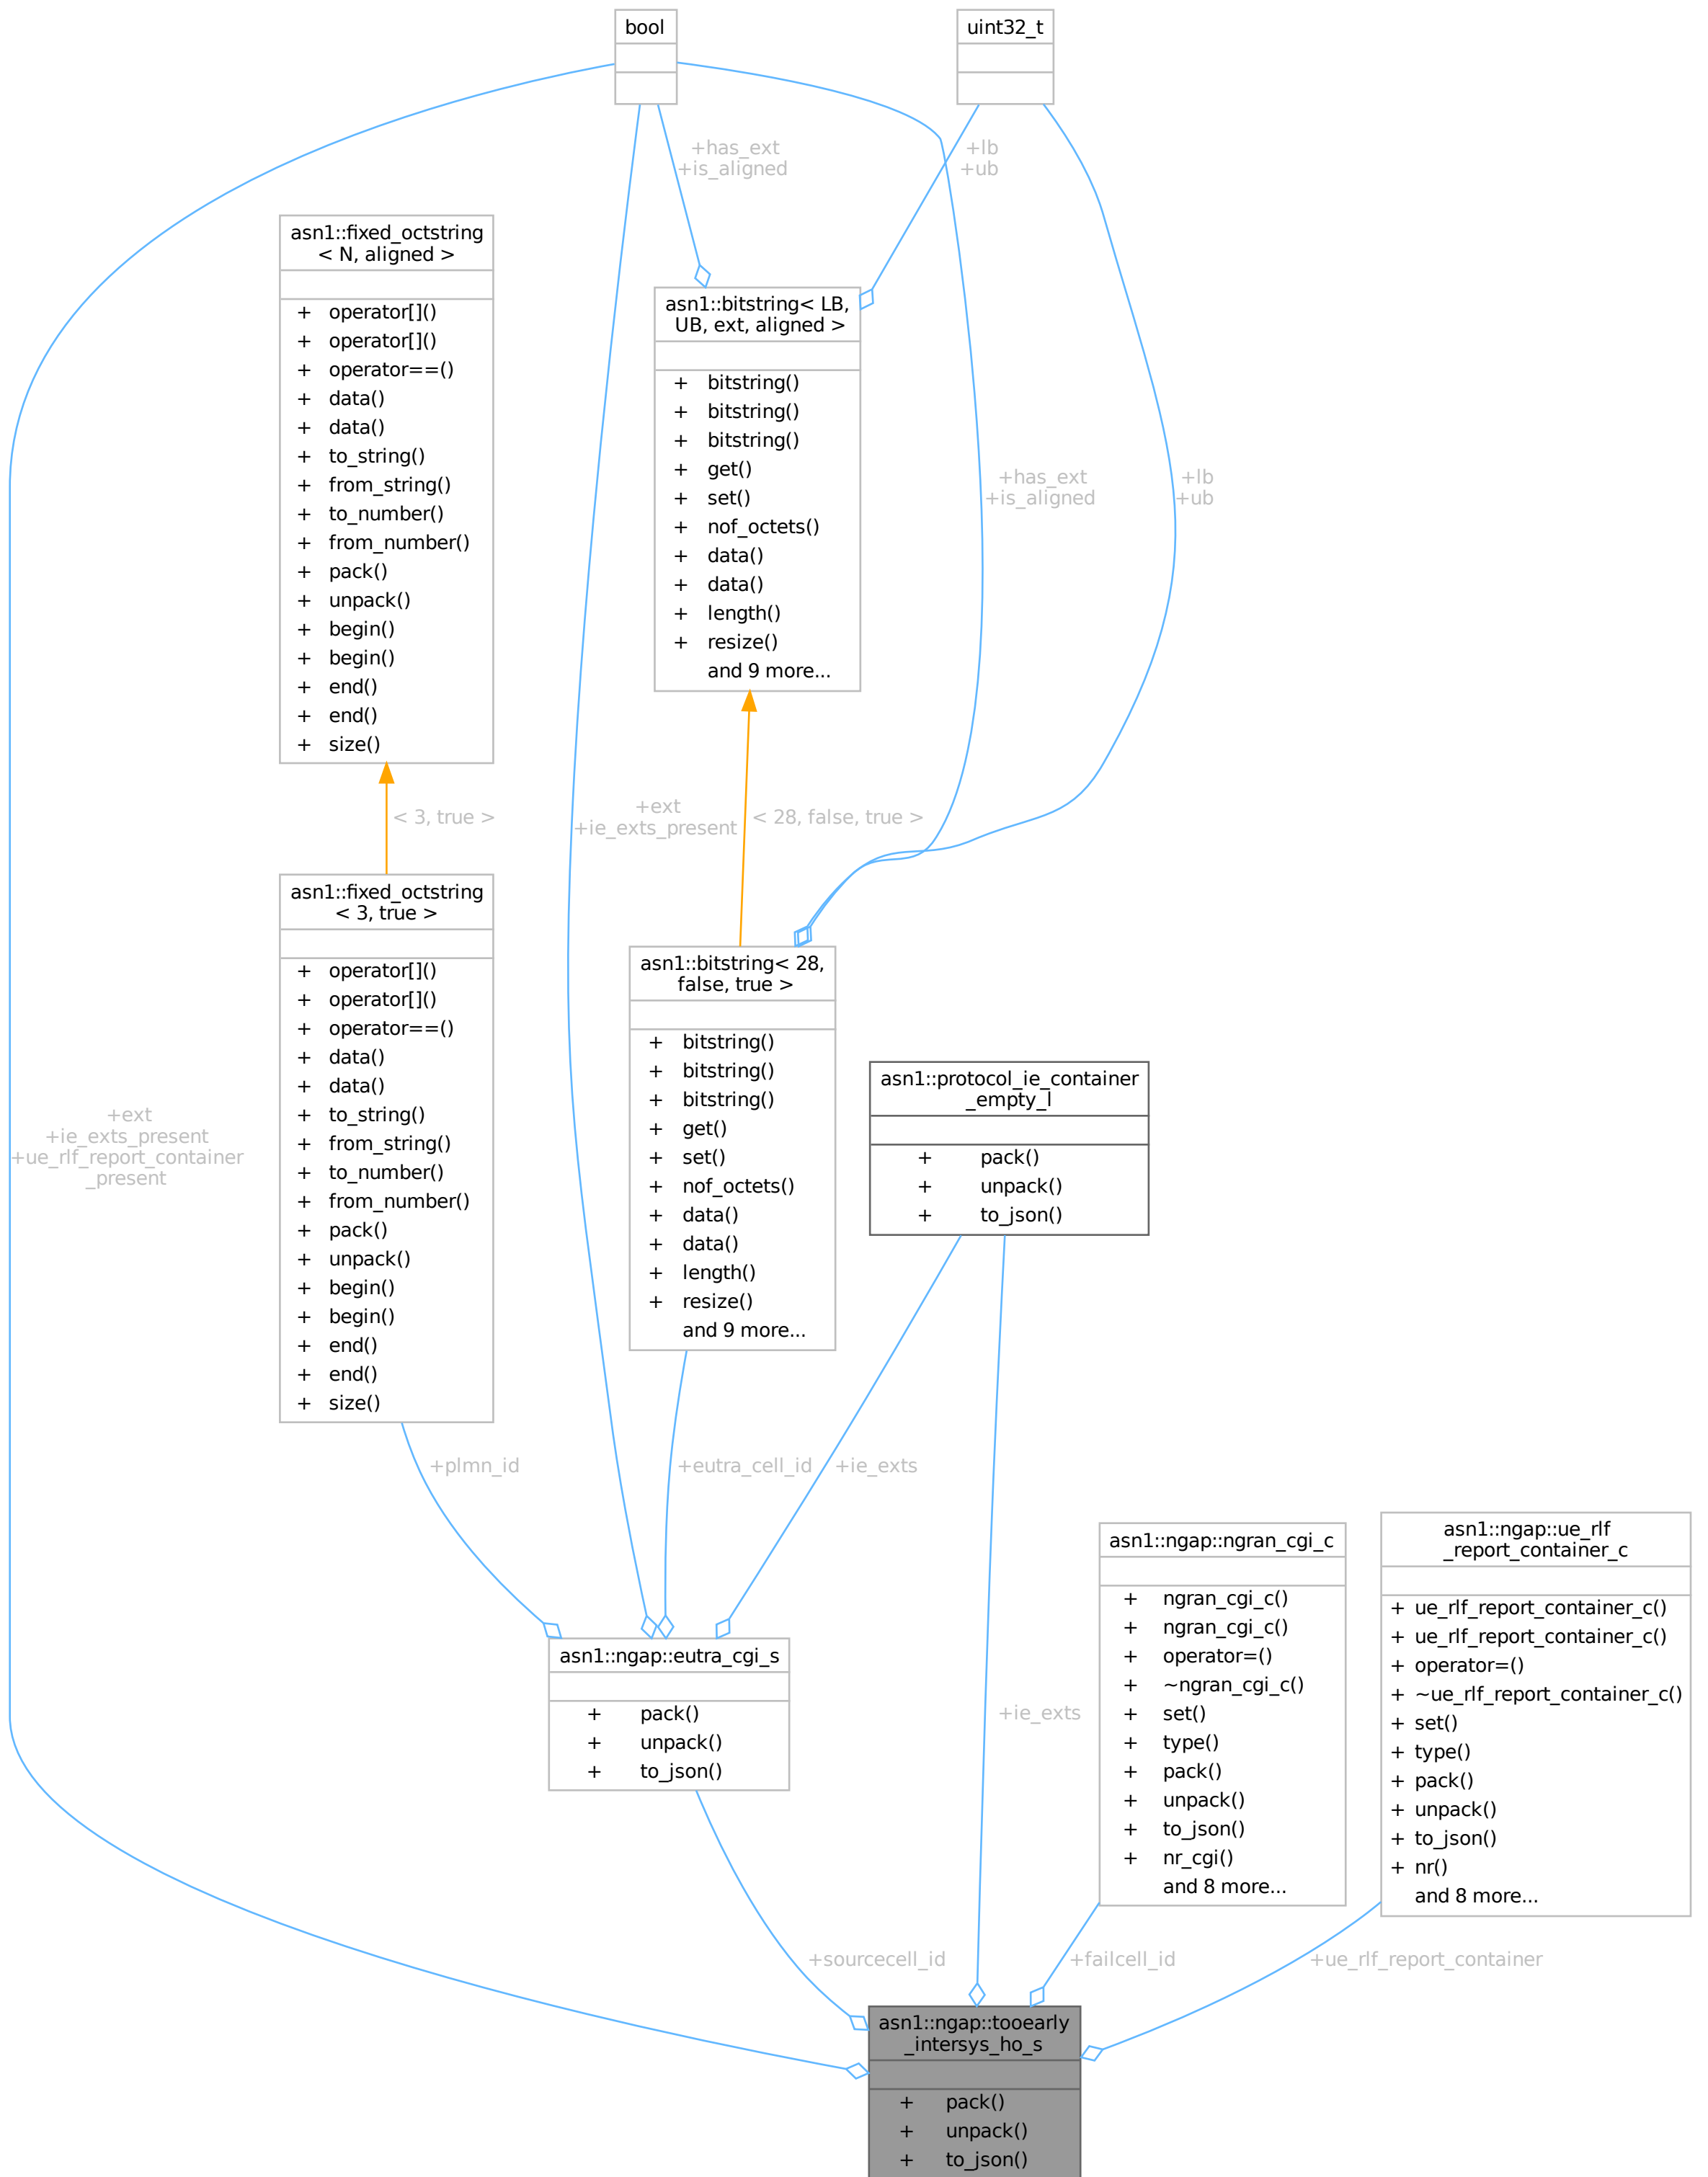 bool
uint32_t
+has_ext
+is_aligned
+lb
+ub
asn1::fixed_octstring
< N, aligned >
+ operator[]()
+ operator[]()
+ operator==()
+ data()
+ data()
+ to_string()
+ from_string()
+ to_number()
+ from_number()
+ pack()
+ unpack()
+ begin()
+ begin()
+ end()
+ end()
+ size()
asn1::bitstring< LB,
UB, ext, aligned >
+ bitstring()
+ bitstring()
+ bitstring()
+ get()
+ set()
+ nof_octets()
+ data()
+ data()
+ length()
+ resize()
and 9 more...
+has_ext
+is_aligned
+lb
+ub
< 3, true >
+ext
+ie_exts_present
< 28, false, true >
asn1::fixed_octstring
< 3, true >
+ operator[]()
+ operator[]()
+ operator==()
+ data()
+ data()
+ to_string()
+ from_string()
+ to_number()
+ from_number()
+ pack()
+ unpack()
+ begin()
+ begin()
+ end()
+ end()
+ size()
asn1::bitstring< 28,
false, true >
+ bitstring()
+ bitstring()
+ bitstring()
+ get()
+ set()
+ nof_octets()
+ data()
+ data()
+ length()
+ resize()
and 9 more...
asn1::protocol_ie_container
_empty_l
+ pack()
+ unpack()
+ to_json()
+ext
+ie_exts_present
+ue_rlf_report_container
_present
+plmn_id
+eutra_cell_id
+ie_exts
asn1::ngap::eutra_cgi_s
+ pack()
+ unpack()
+ to_json()
+ie_exts
asn1::ngap::ngran_cgi_c
+ ngran_cgi_c()
+ ngran_cgi_c()
+ operator=()
+ ~ngran_cgi_c()
+ set()
+ type()
+ pack()
+ unpack()
+ to_json()
+ nr_cgi()
and 8 more...
asn1::ngap::ue_rlf
_report_container_c
+ ue_rlf_report_container_c()
+ ue_rlf_report_container_c()
+ operator=()
+ ~ue_rlf_report_container_c()
+ set()
+ type()
+ pack()
+ unpack()
+ to_json()
+ nr()
and 8 more...
+sourcecell_id
+failcell_id
+ue_rlf_report_container
asn1::ngap::tooearly
_intersys_ho_s
+ pack()
+ unpack()
+ to_json()